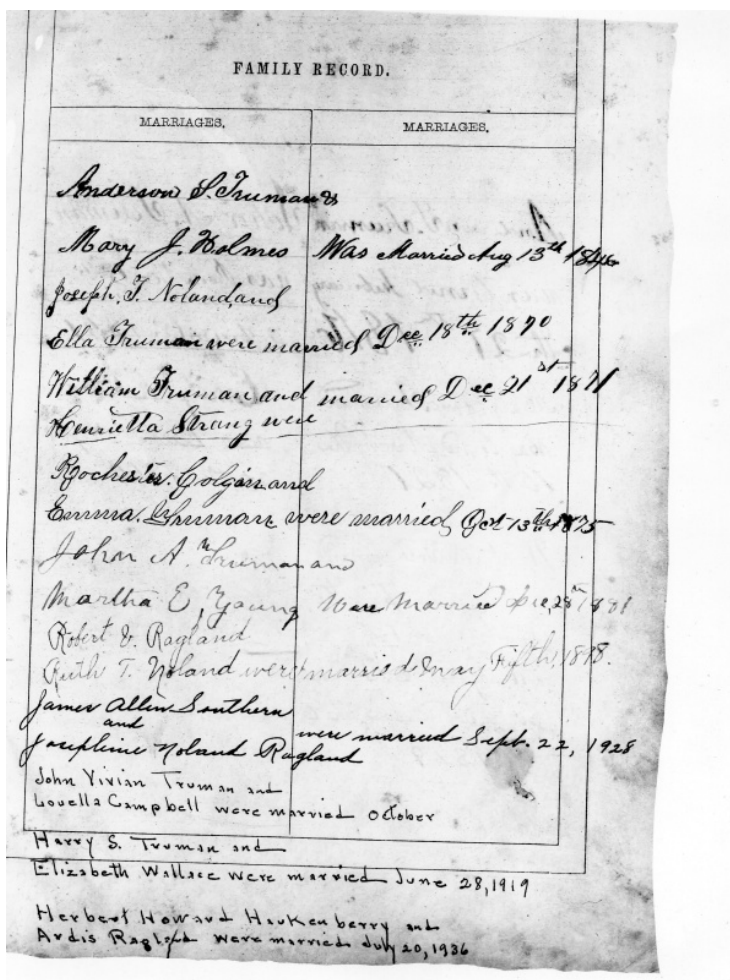 FAMILY RECORD.
MARRIAGES. MARRIAGES.
Anderson S. Truman &
Mary J. Holmes Was Married Aug 13th 1846
Joseph T. Noland and
Ella Truman were married Dec 18th 1870
William Truman and married Dec 21st 1871
Henrietta Strang were
Rochester Colgin and
Emma Truman were married Oct 13th 1875
John A Truman and
Martha E, Young Were Married Dec, 28th 1881
Robert V. Ragland
Ruth T. Noland were married May Fifth, 1898.
James Allen Southern
and
were married Sept. 22, 1928
Josephine Noland Ragland
John Vivian Truman and
Louella Campbell were married October
Harry S. Truman and
Elizabeth Wallace were married June 28, 1919
Herbert Howard Haukenberry and
Ardis Ragland were married July 20, 1936